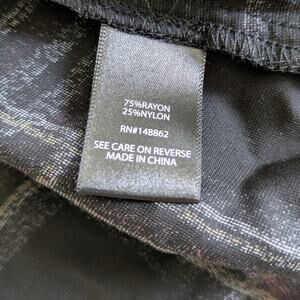 75%RAYON
25%NYLON
RN#148862
SEE CARE ON REVERSE
MADE IN CHINA